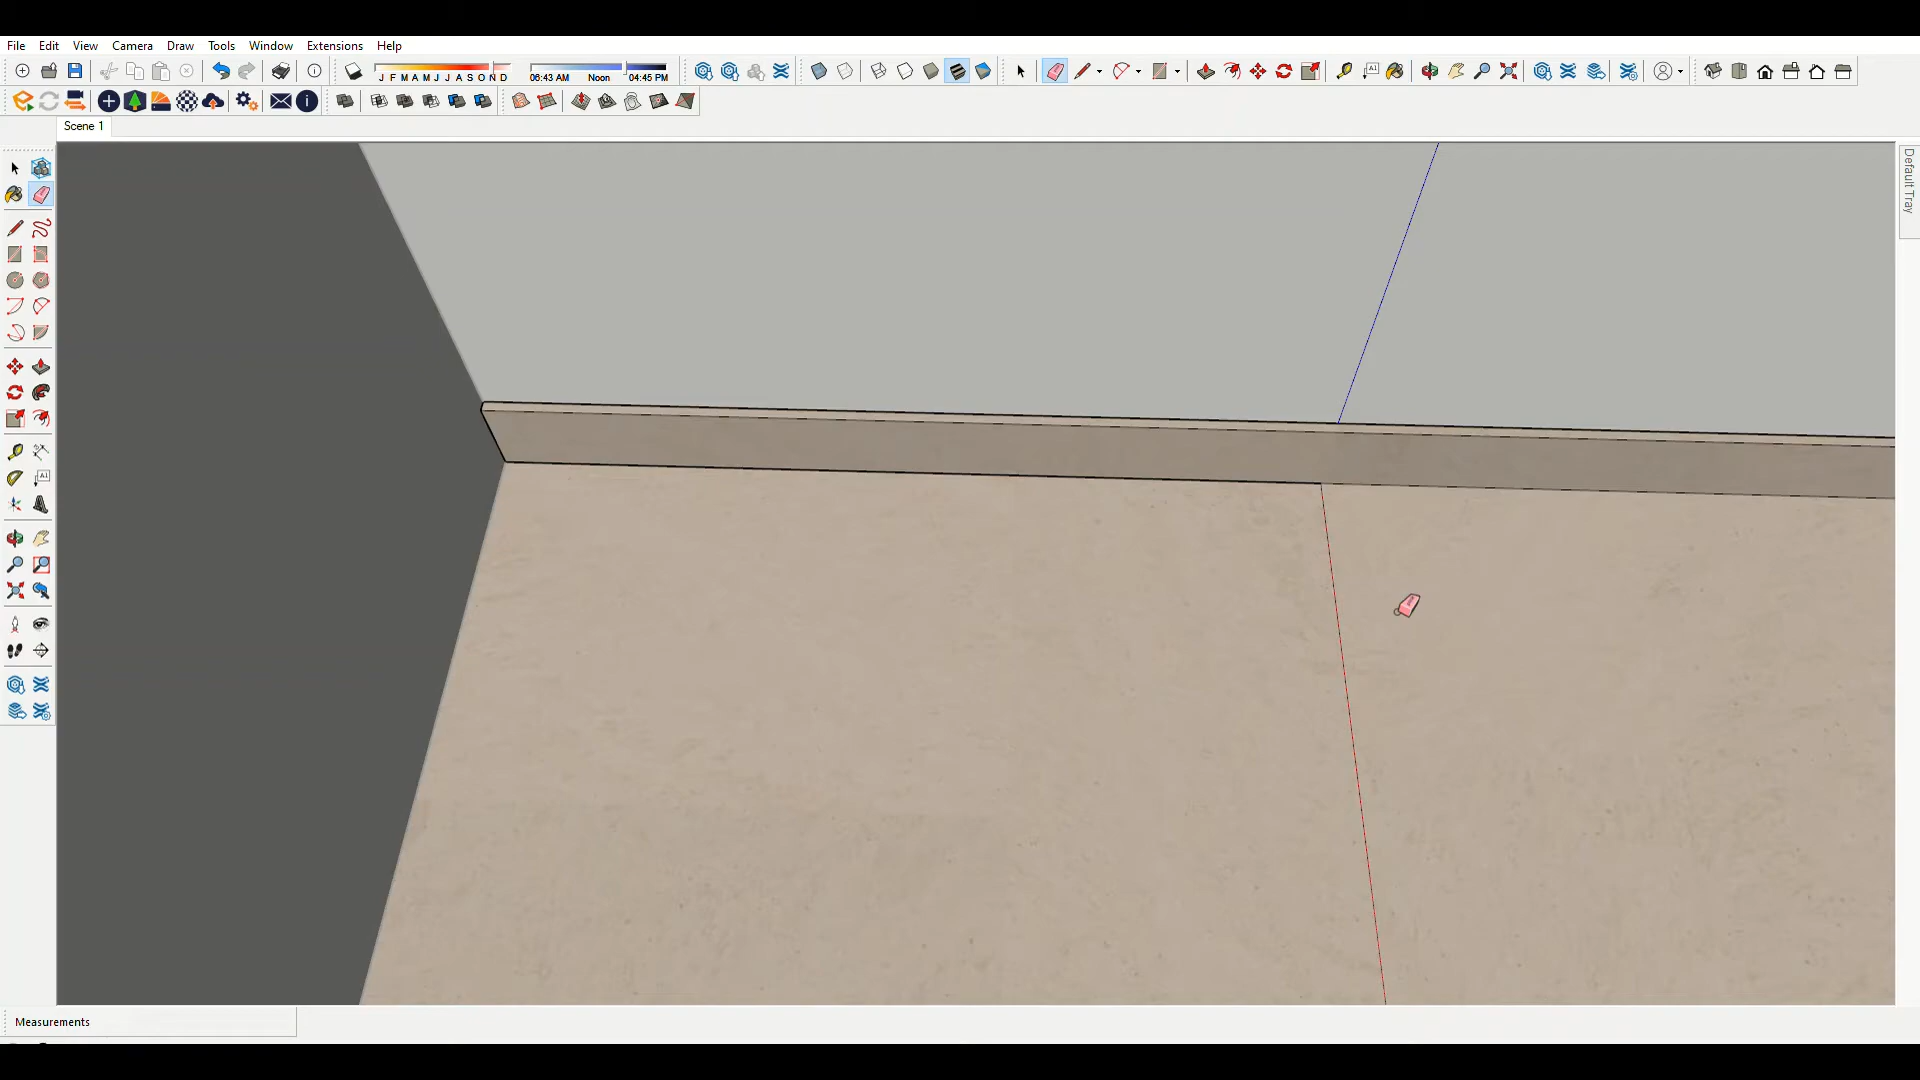 File Edit View Camera Draw Tools Window Extensions Help
J F M A M J J A S O N D 06:43 AM Noon 04:45 PM
Scene 1
Default Tray
Measurements